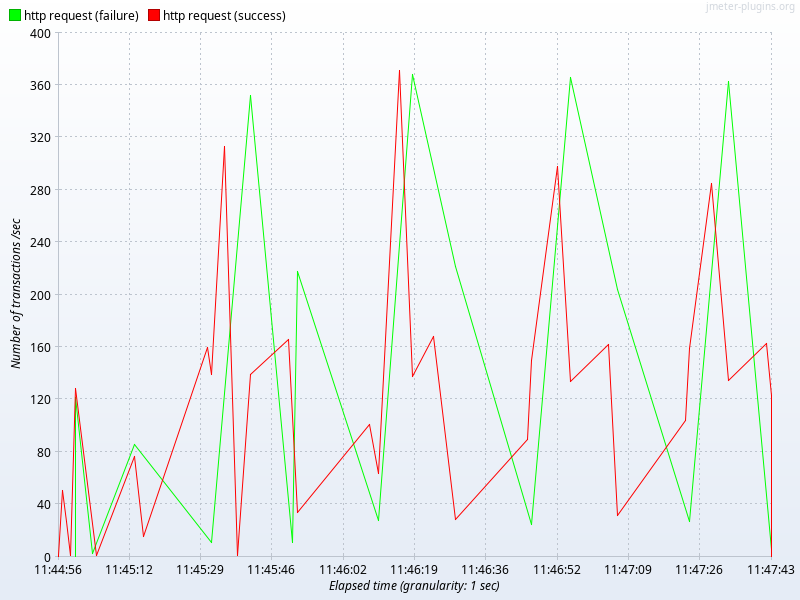 jmeter-plugins.org
http request (failure) http request (success)
400
360
320
280
240
200
160
120
80
40
0
Number of transactions /sec
11:44:56 11:45:12 11:45:29 11:45:46 11:46:02 11:46:19 11:46:36 11:46:52 11:47:09 11:47:26 11:47:43
Elapsed time (granularity: 1 sec)